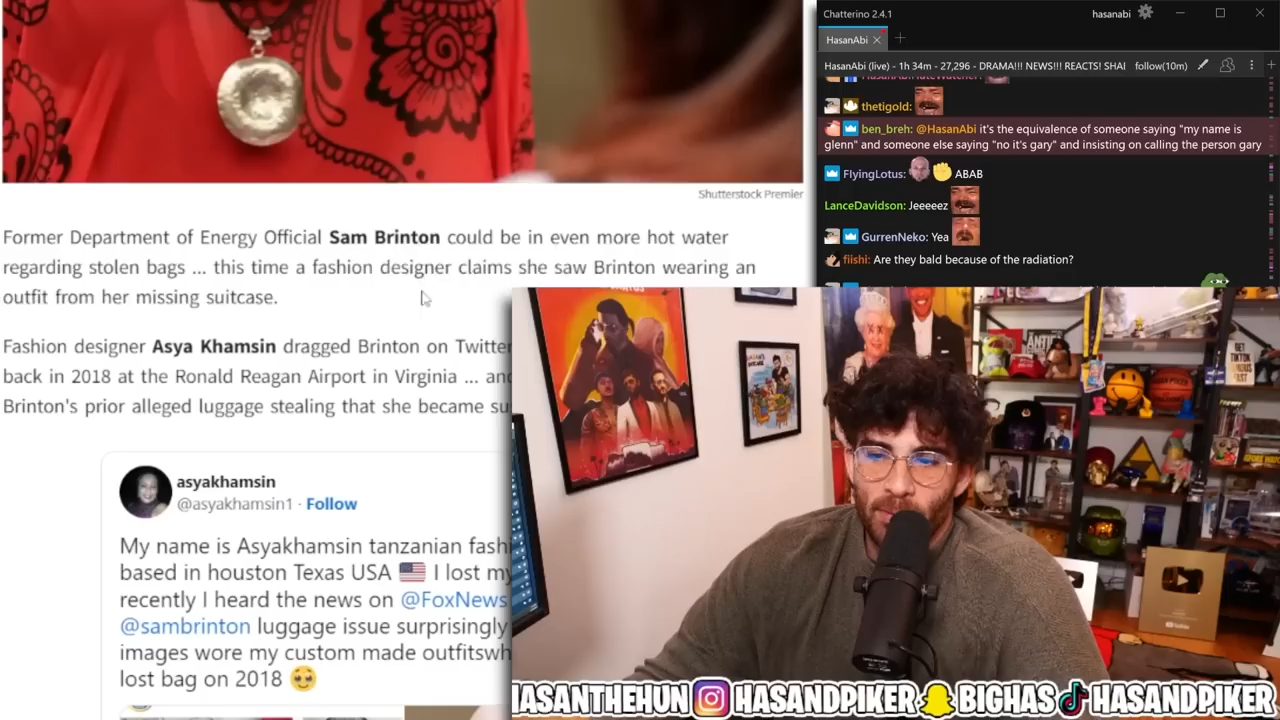 Shutterstock Premier
Former Department of Energy Official Sam Brinton could be in even more hot water
regarding stolen bags ... this time a fashion designer claims she saw Brinton wearing an
outfit from her missing suitcase.
Fashion designer Asya Khamsin dragged Brinton on Twitter
back in 2018 at the Ronald Reagan Airport in Virginia ...
Brinton's prior alleged luggage stealing that she became
asyakhamsin
@asyakhamsin1 · Follow
My name is Asyakhamsin tanzanian
based in houston Texas USA 🇺🇸 I lost
recently I heard the news on @FoxNews
@sambrinton luggage issue surprisingly
images wore my custom made
lost bag on 2018 🥺
Chatterino 2.4.1
hasanabi
HasanAbi
HasanAbi (live) - 1h 34m - 27,296 - DRAMA!!! NEWS!!! REACTS! SHAI
follow(10m)
thetigold:
ben_breh: @HasanAbi it's the equivalence of someone saying "my name is
glenn" and someone else saying "no it's gary" and insisting on calling the person gary
FlyingLotus: ABAB
LanceDavidson: Jeeeeez
GurrenNeko: Yea
fiishi: Are they bald because of the radiation?
HASANDPIKER BIGHAS HASANDPIKER